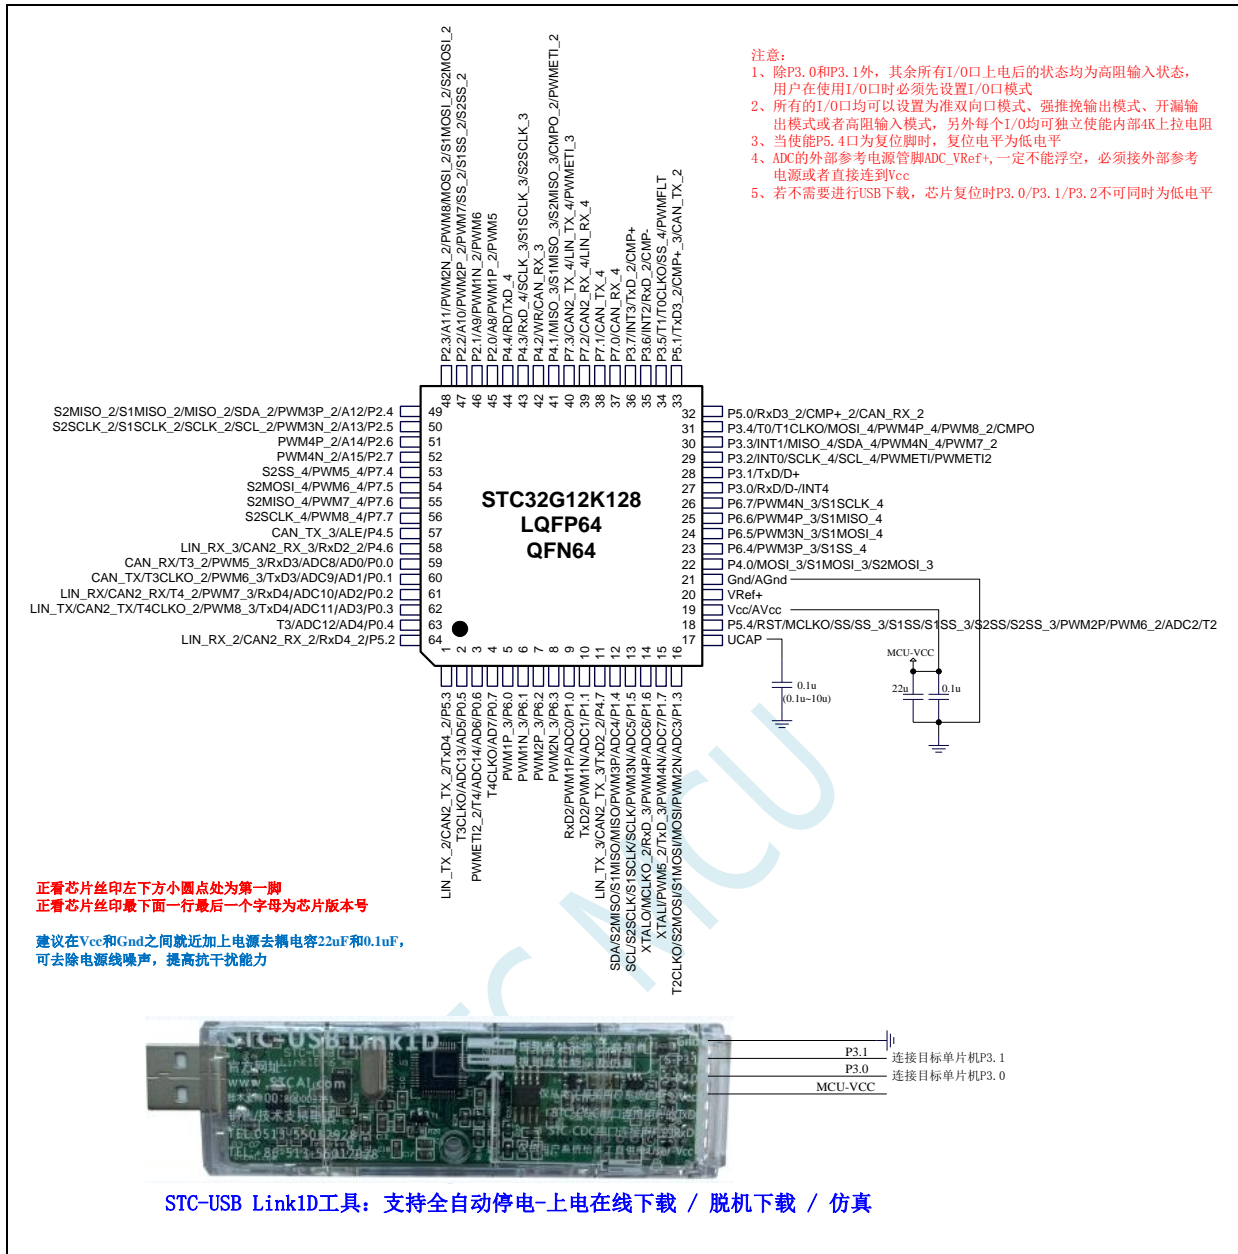 注意:
1、除P3.0和P3.1外，其余所有I/O口上电后的状态均为高阻输入状态，
用户在使用I/O口时必须先设置I/O口模式
2、所有的I/O口均可以设置为准双向口模式、强推挽输出模式、开漏输
出模式或者高阻输入模式，另外每个I/O均可独立使能内部4K上拉电阻
3、当使能P5.4口为复位脚时，复位电平为低电平
4、ADC的外部参考电源管脚ADC_VRef+,一定不能浮空，必须接外部参考
电源或者直接连到Vcc
5、若不需要进行USB下载，芯片复位时P3.0/P3.1/P3.2不可同时为低电平
P2.3/A11/PWM2N_2/PWM8/MOSI_2/S1MOSI_2/S2MOSI_2
P2.2/A10/PWM2P_2/PWM7/SS_2/S1SS_2/S2SS_2
P2.1/A9/PWM1N_2/PWM6
P2.0/A8/PWM1P_2/PWM5
P4.4/RD/TxD_4
P4.3/RxD_4/SCLK_3/S1SCLK_3/S2SCLK_3
P4.2/WR/CAN_RX_3
P4.1/MISO_3/S1MISO_3/S2MISO_3/CMPO_2/PWMETI_2
P7.3/CAN2_TX_4/LIN_TX_4/PWMETI_3
P7.2/CAN2_RX_4/LIN_RX_4
P7.1/CAN_TX_4
P7.0/CAN_RX_4
P3.7/INT3/TxD_2/CMP+
P3.6/INT2/RxD_2/CMP-
P3.5/T1/T0CLKO/SS_4/PWMFLT
P5.1/TxD3_2/CMP+_3/CAN_TX_2
48 47 46 45 44 43 42 41 40 39 38 37 36 35 34 33
S2MISO_2/S1MISO_2/MISO_2/SDA_2/PWM3P_2/A12/P2.4 49
S2SCLK_2/S1SCLK_2/SCLK_2/SCL_2/PWM3N_2/A13/P2.5 50
PWM4P_2/A14/P2.6 51
PWM4N_2/A15/P2.7 52
S2SS_4/PWM5_4/P7.4 53
S2MOSI_4/PWM6_4/P7.5 54
S2MISO_4/PWM7_4/P7.6 55
S2SCLK_4/PWM8_4/P7.7 56
CAN_TX_3/ALE/P4.5 57
LIN_RX_3/CAN2_RX_3/RxD2_2/P4.6 58
CAN_RX/T3_2/PWM5_3/RxD3/ADC8/AD0/P0.0 59
CAN_TX/T3CLKO_2/PWM6_3/TxD3/ADC9/AD1/P0.1 60
LIN_RX/CAN2_RX/T4_2/PWM7_3/RxD4/ADC10/AD2/P0.2 61
LIN_TX/CAN2_TX/T4CLKO_2/PWM8_3/TxD4/ADC11/AD3/P0.3 62
T3/ADC12/AD4/P0.4 63
LIN_RX_2/CAN2_RX_2/RxD4_2/P5.2 64
STC32G12K128
LQFP64
QFN64
32 P5.0/RxD3_2/CMP+_2/CAN_RX_2
31 P3.4/T0/T1CLKO/MOSI_4/PWM4P_4/PWM8_2/CMPO
30 P3.3/INT1/MISO_4/SDA_4/PWM4N_4/PWM7_2
29 P3.2/INT0/SCLK_4/SCL_4/PWMETI/PWMETI2
28 P3.1/TxD/D+
27 P3.0/RxD/D-/INT4
26 P6.7/PWM4N_3/S1SCLK_4
25 P6.6/PWM4P_3/S1MISO_4
24 P6.5/PWM3N_3/S1MOSI_4
23 P6.4/PWM3P_3/S1SS_4
22 P4.0/MOSI_3/S1MOSI_3/S2MOSI_3
21 Gnd/AGnd
20 VRef+
19 Vcc/AVcc
18 P5.4/RST/MCLKO/SS/SS_3/S1SS/S1SS_3/S2SS/S2SS_3/PWM2P/PWM6_2/ADC2/T2
17 UCAP
1 2 3 4 5 6 7 8 9 10 11 12 13 14 15 16
LIN_TX_2/CAN2_TX_2/TxD4_2/P5.3
T3CLKO/ADC13/AD5/P0.5
PWMETI2_2/T4/ADC14/AD6/P0.6
T4CLKO/AD7/P0.7
PWM1P_3/P6.0
PWM1N_3/P6.1
PWM2P_3/P6.2
PWM2N_3/P6.3
RxD2/PWM1P/ADC0/P1.0
TxD2/PWM1N/ADC1/P1.1
LIN_TX_3/CAN2_TX_3/TxD2_2/P4.7
SDA/S2MISO/S1MISO/MISO/PWM3P/ADC4/P1.4
SCL/S2SCLK/S1SCLK/SCLK/PWM3N/ADC5/P1.5
XTALO/MCLKO_2/RxD_3/PWM4P/ADC6/P1.6
XTALI/PWM5_2/TxD_3/PWM4N/ADC7/P1.7
T2CLKO/S2MOSI/S1MOSI/MOSI/PWM2N/ADC3/P1.3
MCU-VCC
22u
0.1u
0.1u
(0.1u~10u)
正看芯片丝印左下方小圆点处为第一脚
正看芯片丝印最下面一行最后一个字母为芯片版本号
建议在Vcc和Gnd之间就近加上电源去耦电容22uF和0.1uF，
可去除电源线噪声，提高抗干扰能力
STC MCU
STC-USB Link1D
官方网址:
www.STCAI.com
Gnd
P3.1 连接目标单片机P3.1
P3.0 连接目标单片机P3.0
MCU-VCC
STC-USB Link1D工具: 支持全自动停电-上电在线下载 / 脱机下载 / 仿真